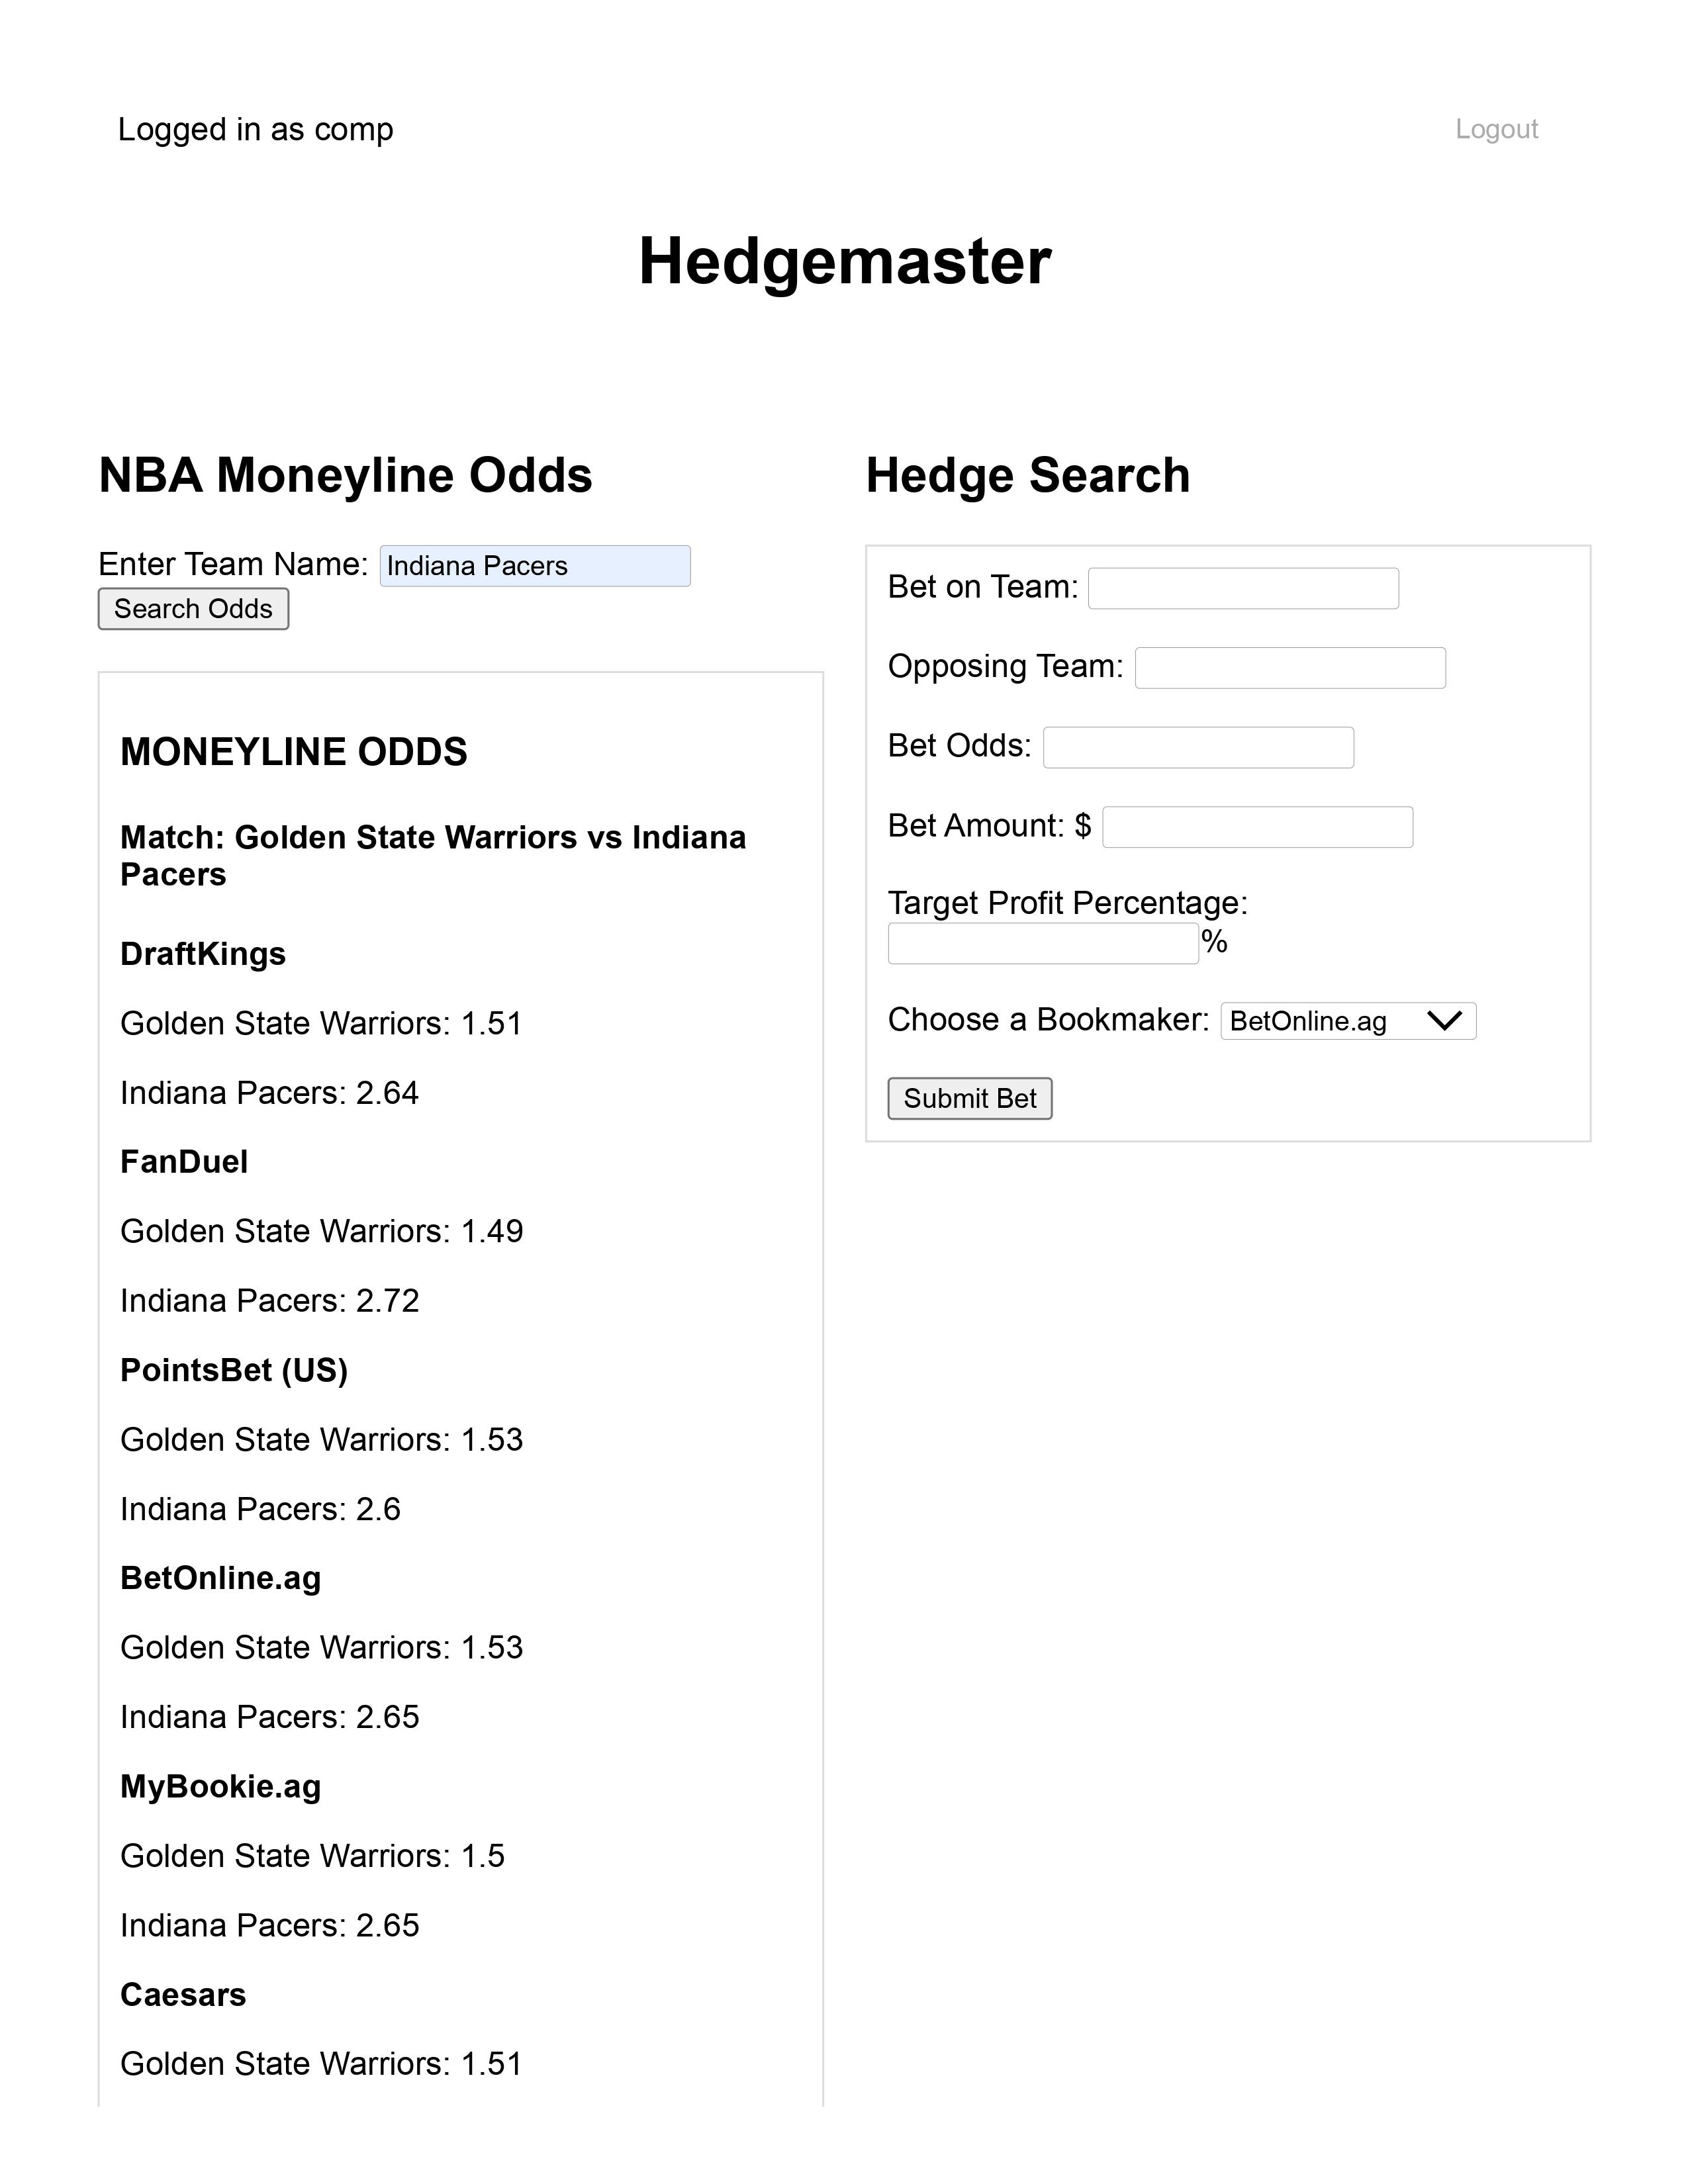 Logged in as comp
Logout
Hedgemaster
NBA Moneyline Odds
Enter Team Name: Indiana Pacers
Search Odds
MONEYLINE ODDS
Match: Golden State Warriors vs Indiana
Pacers
DraftKings
Golden State Warriors: 1.51
Indiana Pacers: 2.64
FanDuel
Golden State Warriors: 1.49
Indiana Pacers: 2.72
PointsBet (US)
Golden State Warriors: 1.53
Indiana Pacers: 2.6
BetOnline.ag
Golden State Warriors: 1.53
Indiana Pacers: 2.65
MyBookie.ag
Golden State Warriors: 1.5
Indiana Pacers: 2.65
Caesars
Golden State Warriors: 1.51
Hedge Search
Bet on Team:
Opposing Team:
Bet Odds:
Bet Amount: $
Target Profit Percentage:
%
Choose a Bookmaker: BetOnline.ag
Submit Bet